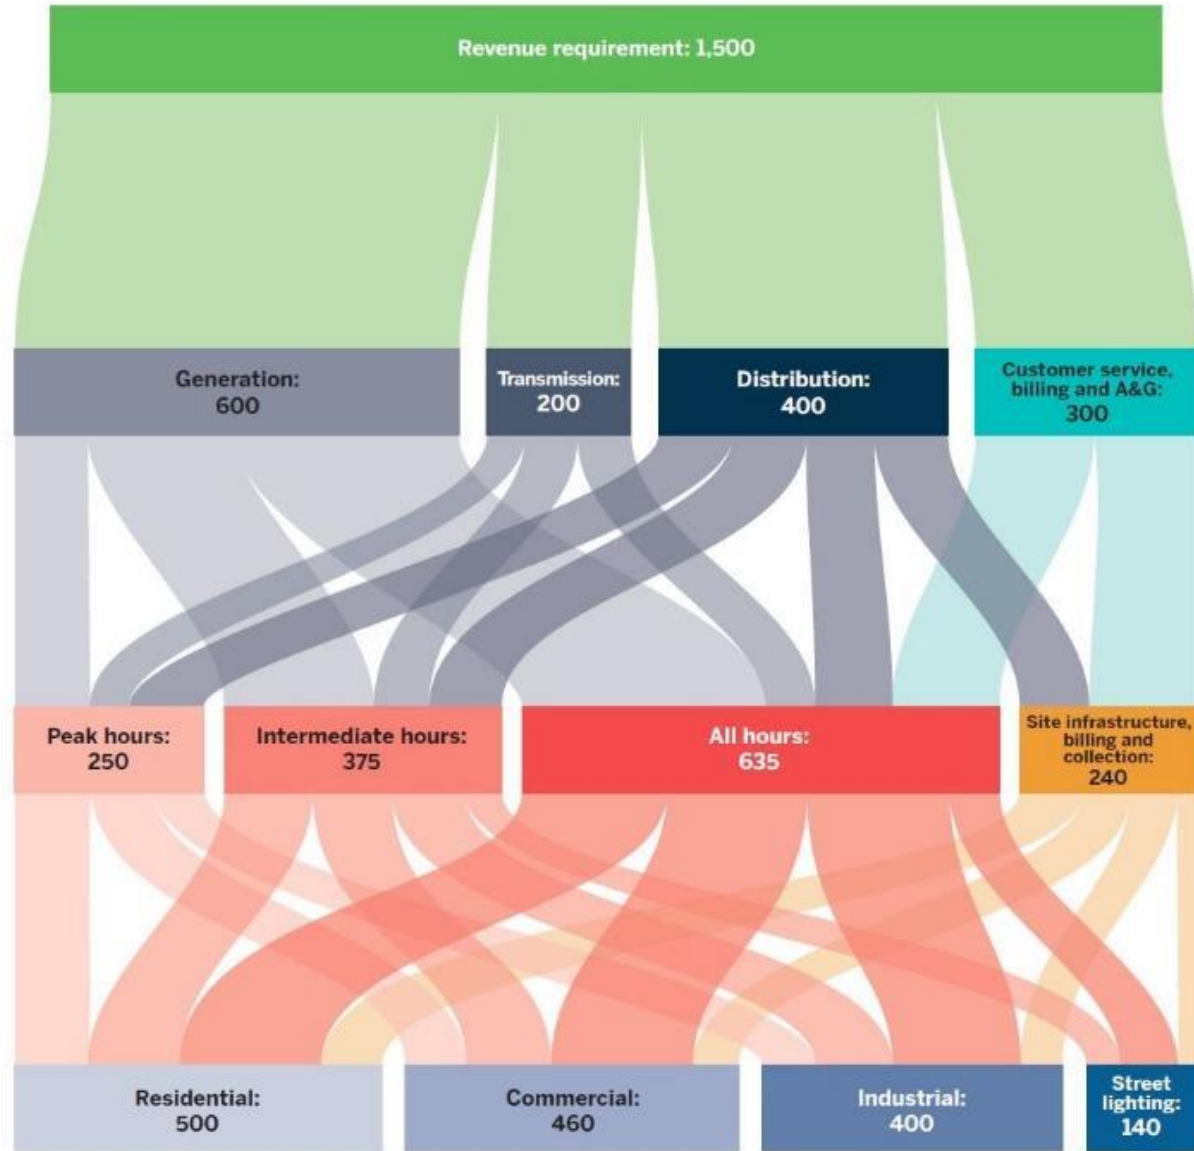 Revenue requirement: 1,500
Generation:
600
Transmission:
200
Distribution:
400
Customer service,
billing and A&G:
300
Peak hours:
250
Intermediate hours:
375
All hours:
635
Site infrastructure,
billing and
collection:
240
Residential:
500
Commercial:
460
Industrial:
400
Street
lighting:
140